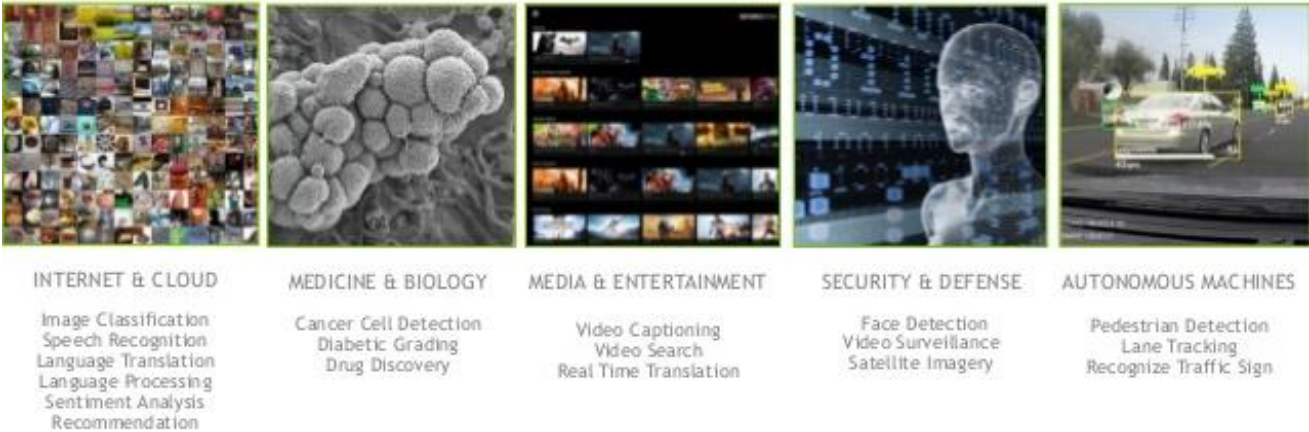 INTERNET & CLOUD
Image Classification
Speech Recognition
Language Translation
Language Processing
Sentiment Analysis
Recommendation
MEDICINE & BIOLOGY
Cancer Cell Detection
Diabetic Grading
Drug Discovery
MEDIA & ENTERTAINMENT
Video Captioning
Video Search
Real Time Translation
SECURITY & DEFENSE
Face Detection
Video Surveillance
Satellite Imagery
AUTONOMOUS MACHINES
Pedestrian Detection
Lane Tracking
Recognize Traffic Sign